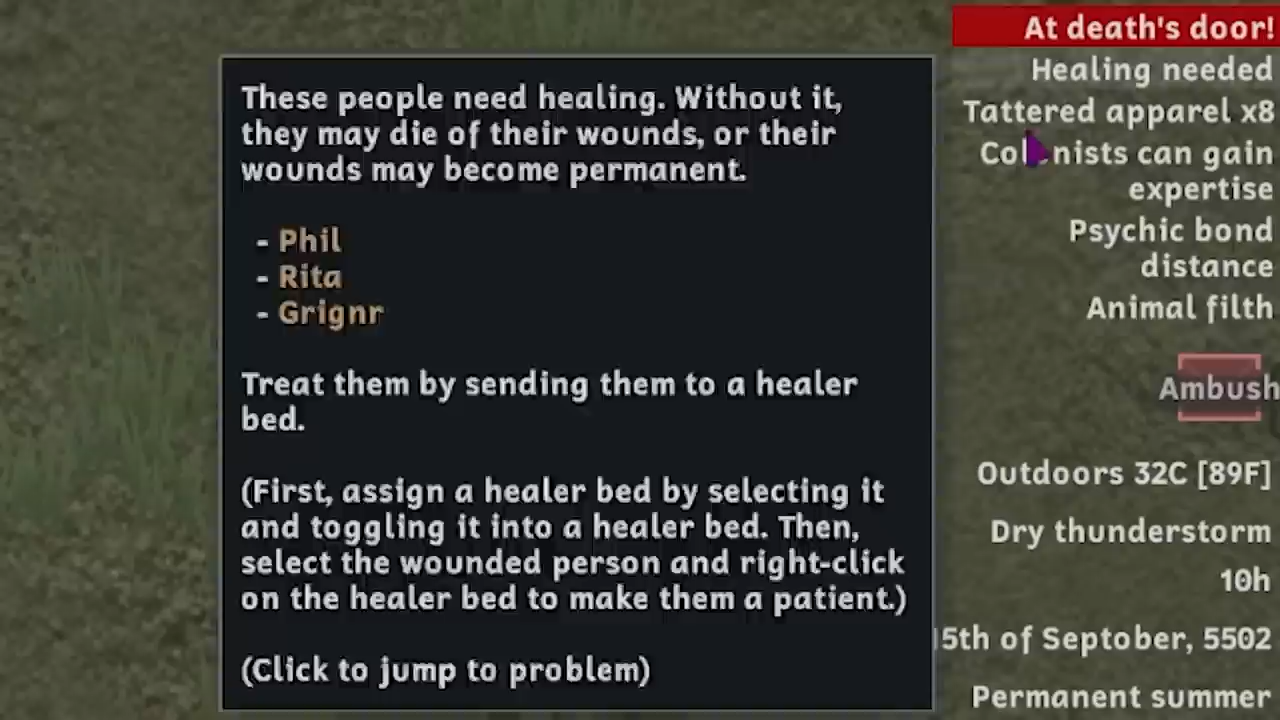 These people need healing. Without it,
they may die of their wounds, or their
wounds may become permanent.
- Phil
- Rita
- Grignr
Treat them by sending them to a healer
bed.
(First, assign a healer bed by selecting it
and toggling it into a healer bed. Then,
select the wounded person and right-click
on the healer bed to make them a patient.)
(Click to jump to problem)
At death's door!
Healing needed
Tattered apparel x8
Colonists can gain
expertise
Psychic bond
distance
Animal filth
Ambush
Outdoors 32C [89F]
Dry thunderstorm
10h
15th of Septober, 5502
Permanent summer